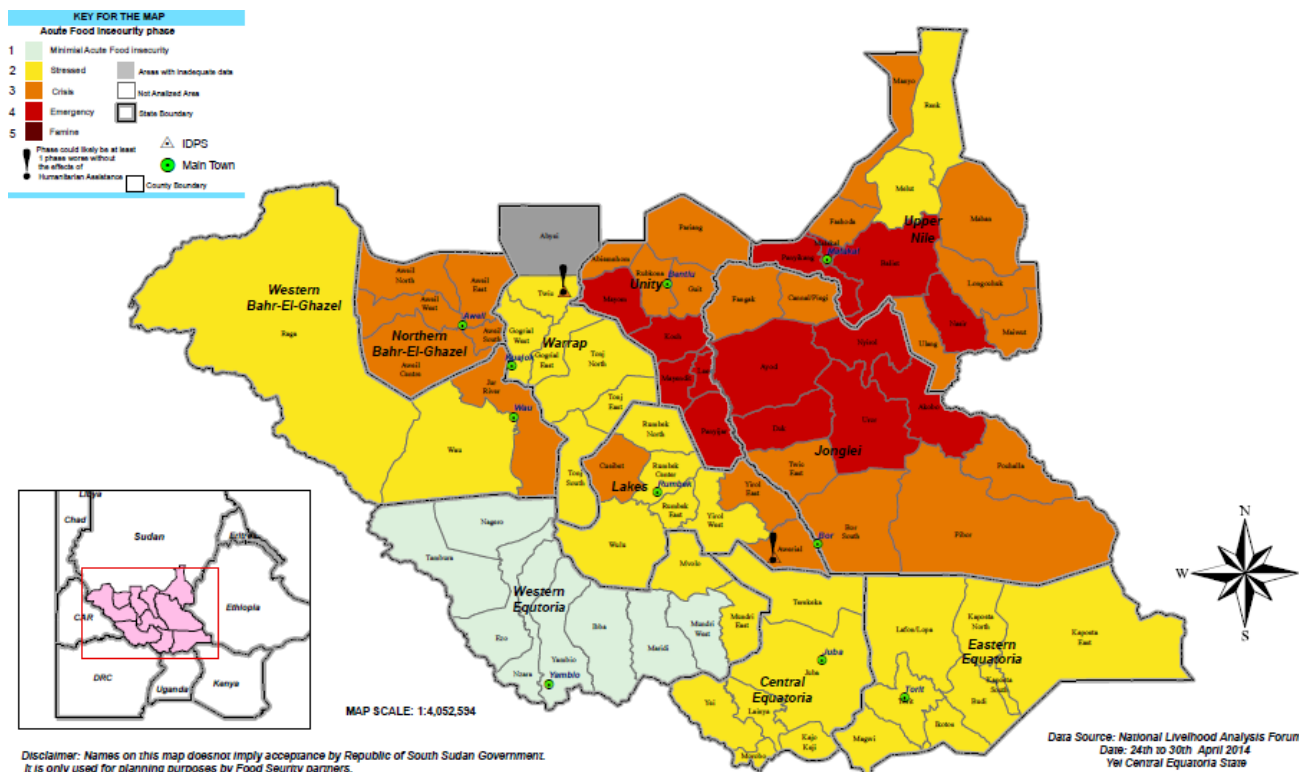 KEY FOR THE MAP
Acute Food Insecurity phase
1 Minimial Acute Food insecurity
2 Stressed
3 Crisis
4 Emergency
5 Famine
Areas with inadequate data
Not Analized Area
State Boundary
IDPS
Main Town
Phase could likely be at least
1 phase worse without
the effects of
Humanitarian Assistance
County Boundary
Manyo
Renk
Melut
Maban
Fashoda
Upper
Nile
Malakal
Malakal
Panyikang
Baliet
Longochuk
Nasir
Maiwut
Ulang
Abyei
Pariang
Abiemnhom
Rubkona
Bentiu
Unity
Guit
Mayom
Koch
Mayendit
Leer
Panyijiar
Fangak
Canal/Pigi
Nyirol
Ayod
Uror
Akobo
Duk
Jonglei
Twic
East
Pochalla
Bor
South
Bor
Pibor
Western
Bahr-El-Ghazel
Raga
Aweil
North
Aweil
East
Aweil
West
Aweil
Aweil
South
Northern
Bahr-El-Ghazel
Aweil
Centre
Twic
Gogrial
West
Warrap
Kuajok
Gogrial
East
Tonj
North
Jur
River
Wau
Wau
Tonj
East
Tonj
South
Rumbek
North
Cueibet
Rumbek
Center
Lakes
Rumbek
Rumbek
East
Yirol
East
Yirol
West
Awerial
Wulu
Nagero
Tambura
Western
Equtoria
Ezo
Nzara
Yambio
Yambio
Ibba
Maridi
Mundri
West
Mundri
East
Mvolo
Terekeka
Juba
Juba
Central
Equatoria
Yei
Lainya
Morobo
Kajo
Keji
Lafon/Lopa
Kapoeta
North
Kapoeta
East
Eastern
Equatoria
Kapoeta
South
Torit
Torit
Budi
Ikotos
Magwi
Libya
Chad
Sudan
Eritrea
Ethiopia
CAR
DRC
Uganda
Kenya
N
W
E
S
MAP SCALE: 1:4,052,594
Disclaimer: Names on this map doesnot imply acceptance by Republic of South Sudan Government.
It is only used for planning purposes by Food Seurity partners.
Data Source: National Livelihood Analysis Forum
Date: 24th to 30th April 2014
Yei Central Equatoria State